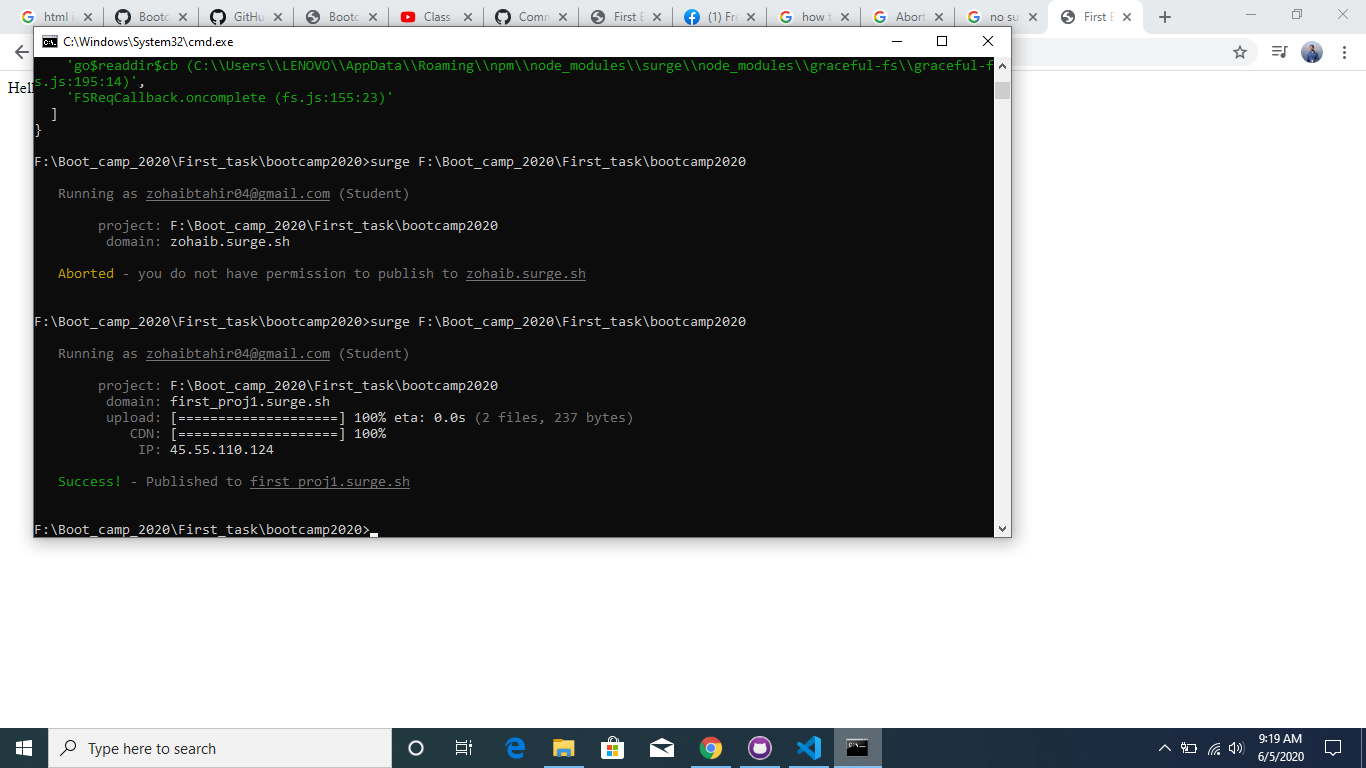 html i
Bootc
GitHu
Bootc
Class
Comm
First E
(1) Fr
how t
Abort
no su
First E
C:\Windows\System32\cmd.exe
Hell
'go$readdir$cb (C:\\Users\\LENOVO\\AppData\\Roaming\\npm\\node_modules\\surge\\node_modules\\graceful-fs\\graceful-f
s.js:195:14)',
'FSReqCallback.oncomplete (fs.js:155:23)'
]
}
F:\Boot_camp_2020\First_task\bootcamp2020>surge F:\Boot_camp_2020\First_task\bootcamp2020
Running as zohaibtahir04@gmail.com (Student)
project: F:\Boot_camp_2020\First_task\bootcamp2020
domain: zohaib.surge.sh
Aborted - you do not have permission to publish to zohaib.surge.sh
F:\Boot_camp_2020\First_task\bootcamp2020>surge F:\Boot_camp_2020\First_task\bootcamp2020
Running as zohaibtahir04@gmail.com (Student)
project: F:\Boot_camp_2020\First_task\bootcamp2020
domain: first_proj1.surge.sh
upload: [====================] 100% eta: 0.0s (2 files, 237 bytes)
CDN: [====================] 100%
IP: 45.55.110.124
Success! - Published to first_proj1.surge.sh
F:\Boot_camp_2020\First_task\bootcamp2020>
Type here to search
9:19 AM
6/5/2020